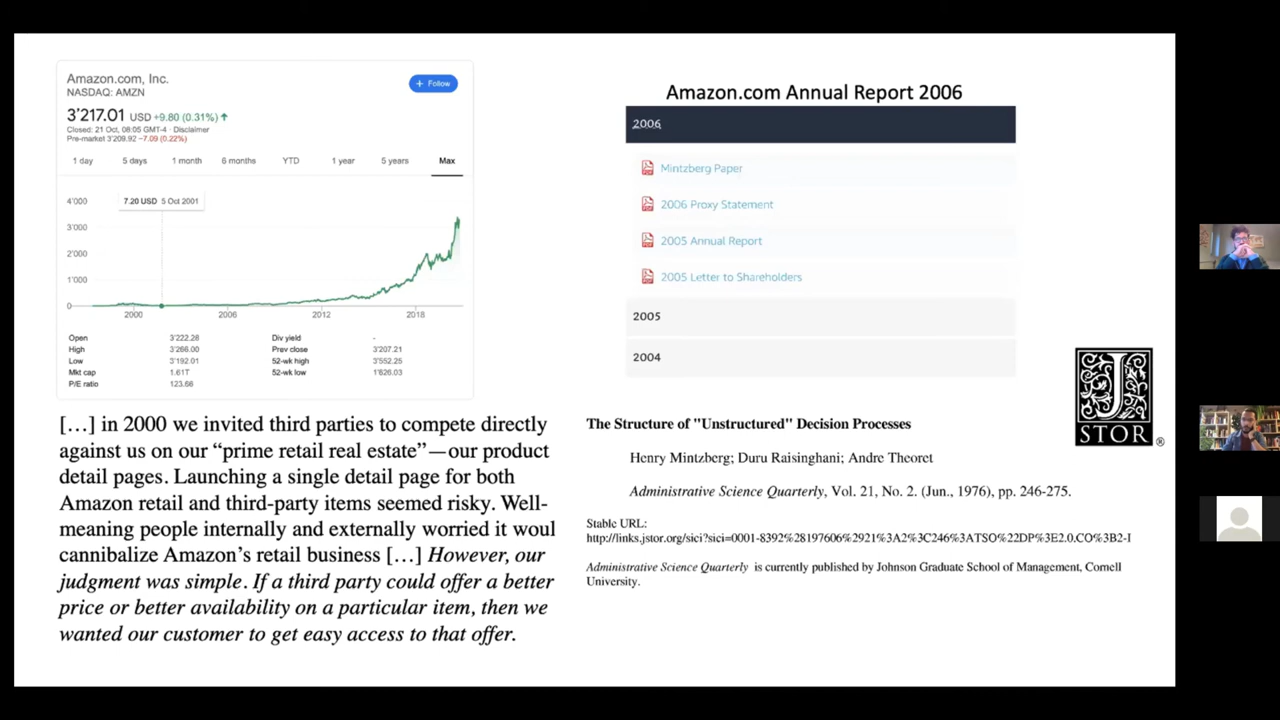 Amazon.com, Inc.
NASDAQ: AMZN
+ Follow
3'217.01 USD +9.80 (0.31%) ↑
Closed: 21 Oct, 08:05 GMT-4 · Disclaimer
Pre-market 3'209.92 −7.09 (0.22%)
1 day 5 days 1 month 6 months YTD 1 year 5 years Max
7.20 USD 5 Oct 2001
4'000
3'000
2'000
1'000
0
2000 2006 2012 2018
Open 3'222.28 Div yield -
High 3'266.00 Prev close 3'207.21
Low 3'192.01 52-wk high 3'552.25
Mkt cap 1.61T 52-wk low 1'626.03
P/E ratio 123.66
[…] in 2000 we invited third parties to compete directly
against us on our “prime retail real estate”—our product
detail pages. Launching a single detail page for both
Amazon retail and third-party items seemed risky. Well-
meaning people internally and externally worried it woul
cannibalize Amazon’s retail business […] However, our
judgment was simple. If a third party could offer a better
price or better availability on a particular item, then we
wanted our customer to get easy access to that offer.
Amazon.com Annual Report 2006
2006
Mintzberg Paper
2006 Proxy Statement
2005 Annual Report
2005 Letter to Shareholders
2005
2004
JSTOR®
The Structure of "Unstructured" Decision Processes
Henry Mintzberg; Duru Raisinghani; Andre Theoret
Administrative Science Quarterly, Vol. 21, No. 2. (Jun., 1976), pp. 246-275.
Stable URL:
http://links.jstor.org/sici?sici=0001-8392%28197606%2921%3A2%3C246%3ATSO%22DP%3E2.0.CO%3B2-I
Administrative Science Quarterly is currently published by Johnson Graduate School of Management, Cornell
University.